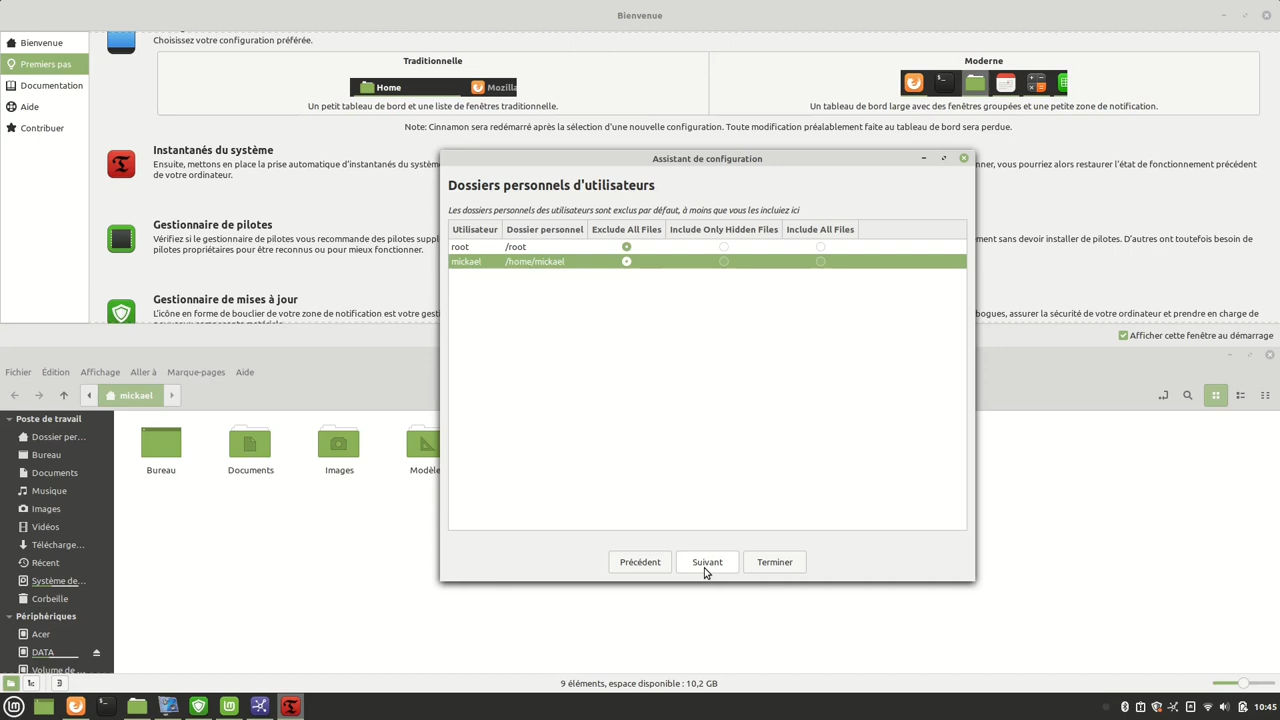 Bienvenue
Bienvenue
Premiers pas
Documentation
Aide
Contribuer
Choisissez votre configuration préférée.
Traditionnelle
Home
Mozilla
Un petit tableau de bord et une liste de fenêtres traditionnelle.
Moderne
Un tableau de bord large avec des fenêtres groupées et une petite zone de notification.
Note: Cinnamon sera redémarré après la sélection d'une nouvelle configuration. Toute modification préalablement faite au tableau de bord sera perdue.
Instantanés du système
Ensuite, mettons en place la prise automatique d'instantanés du systèm
nner, vous pourriez alors restaurer l'état de fonctionnement précédent
de votre ordinateur.
Gestionnaire de pilotes
Vérifiez si le gestionnaire de pilotes vous recommande des pilotes suppl
ment sans devoir installer de pilotes. D'autres ont toutefois besoin de
pilotes propriétaires pour être reconnus ou pour mieux fonctionner.
Gestionnaire de mises à jour
L'icône en forme de bouclier de votre zone de notification est votre gest
bogues, assurer la sécurité de votre ordinateur et prendre en charge de
Afficher cette fenêtre au démarrage
Assistant de configuration
Dossiers personnels d'utilisateurs
Les dossiers personnels des utilisateurs sont exclus par défaut, à moins que vous les incluiez ici
Utilisateur Dossier personnel Exclude All Files Include Only Hidden Files Include All Files
root /root
mickael /home/mickael
Précédent Suivant Terminer
Fichier Édition Affichage Aller à Marque-pages Aide
mickael
Poste de travail
Dossier per...
Bureau
Documents
Musique
Images
Vidéos
Télécharge...
Récent
Système de...
Corbeille
Périphériques
Acer
DATA
Volume de ...
Bureau
Documents
Images
Modèle
9 éléments, espace disponible : 10,2 GB
10:45